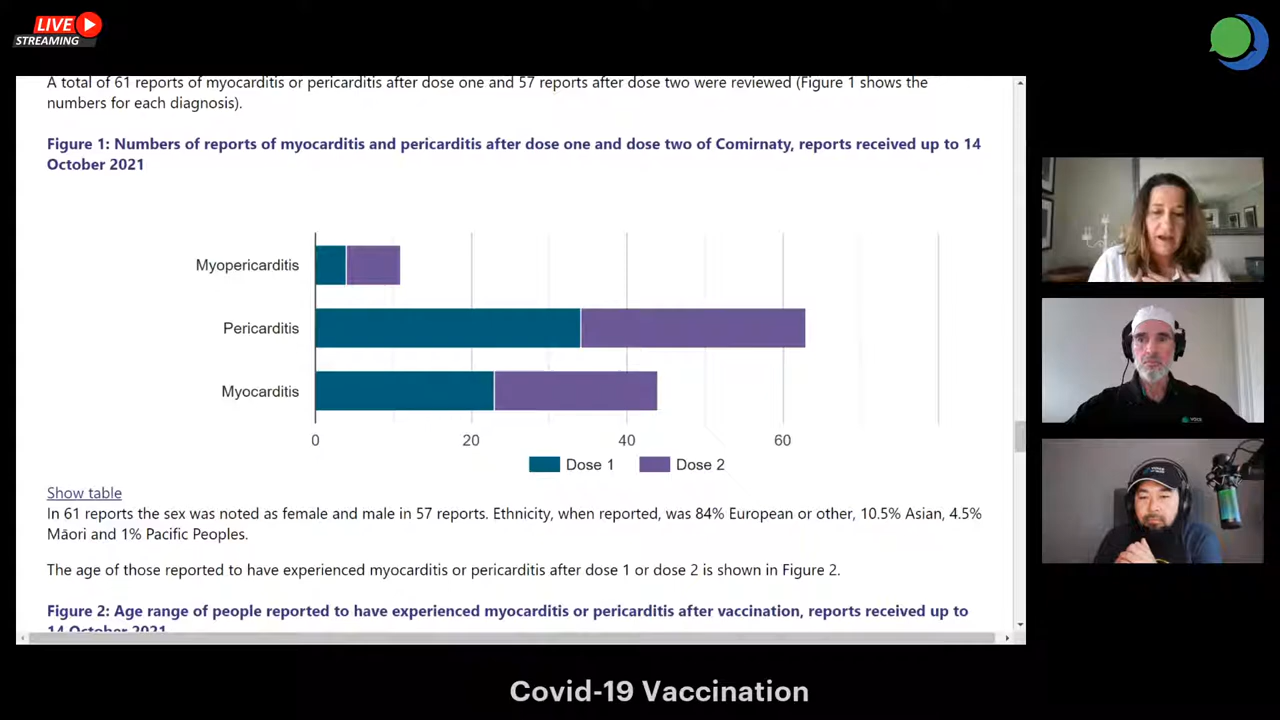 LIVE
STREAMING
A total of 61 reports of myocarditis or pericarditis after dose one and 57 reports after dose two were reviewed (Figure 1 shows the
numbers for each diagnosis).
Figure 1: Numbers of reports of myocarditis and pericarditis after dose one and dose two of Comirnaty, reports received up to 14
October 2021
Myopericarditis
Pericarditis
Myocarditis
0 20 40 60
Dose 1 Dose 2
Show table
In 61 reports the sex was noted as female and male in 57 reports. Ethnicity, when reported, was 84% European or other, 10.5% Asian, 4.5%
Māori and 1% Pacific Peoples.
The age of those reported to have experienced myocarditis or pericarditis after dose 1 or dose 2 is shown in Figure 2.
Figure 2: Age range of people reported to have experienced myocarditis or pericarditis after vaccination, reports received up to
14 October 2021
Covid-19 Vaccination